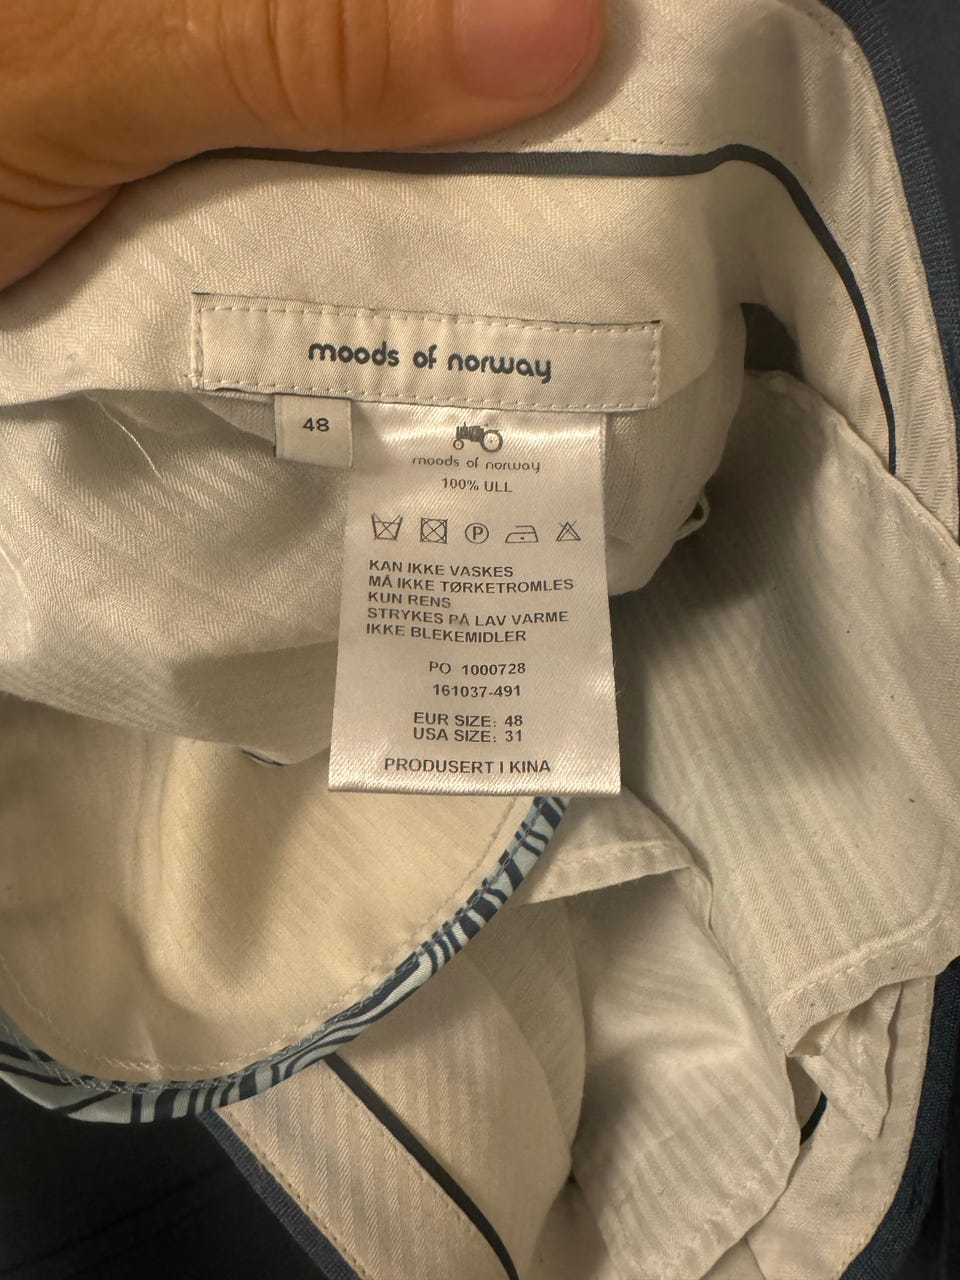 moods of norway
48
moods of norway
100% ULL
P
KAN IKKE VASKES
MÅ IKKE TØRKETROMLES
KUN RENS
STRYKES PÅ LAV VARME
IKKE BLEKEMIDLER
PO 1000728
161037-491
EUR SIZE: 48
USA SIZE: 31
PRODUSERT I KINA